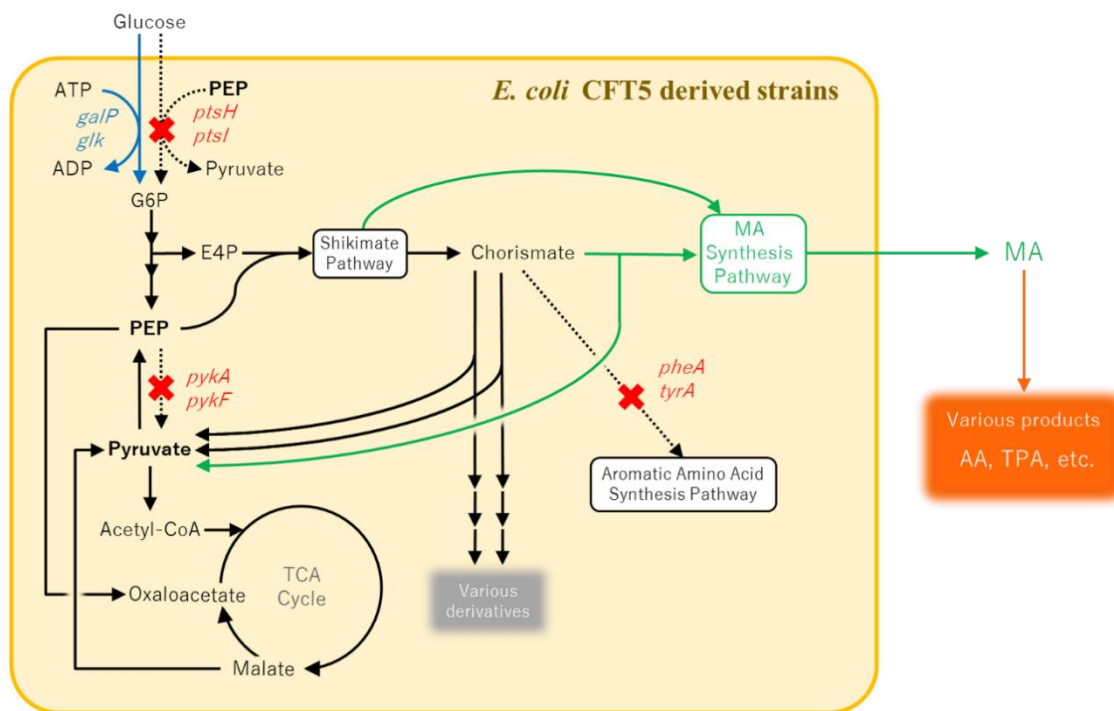 Glucose
E. coli CFT5 derived strains
ATP
PEP
galP
glk
ptsH
ptsI
ADP
Pyruvate
G6P
E4P
Shikimate
Pathway
Chorismate
MA
Synthesis
Pathway
MA
PEP
pykA
pykF
pheA
tyrA
Various products
AA, TPA, etc.
Pyruvate
Aromatic Amino Acid
Synthesis Pathway
Acetyl-CoA
TCA
Cycle
Oxaloacetate
Various
derivatives
Malate